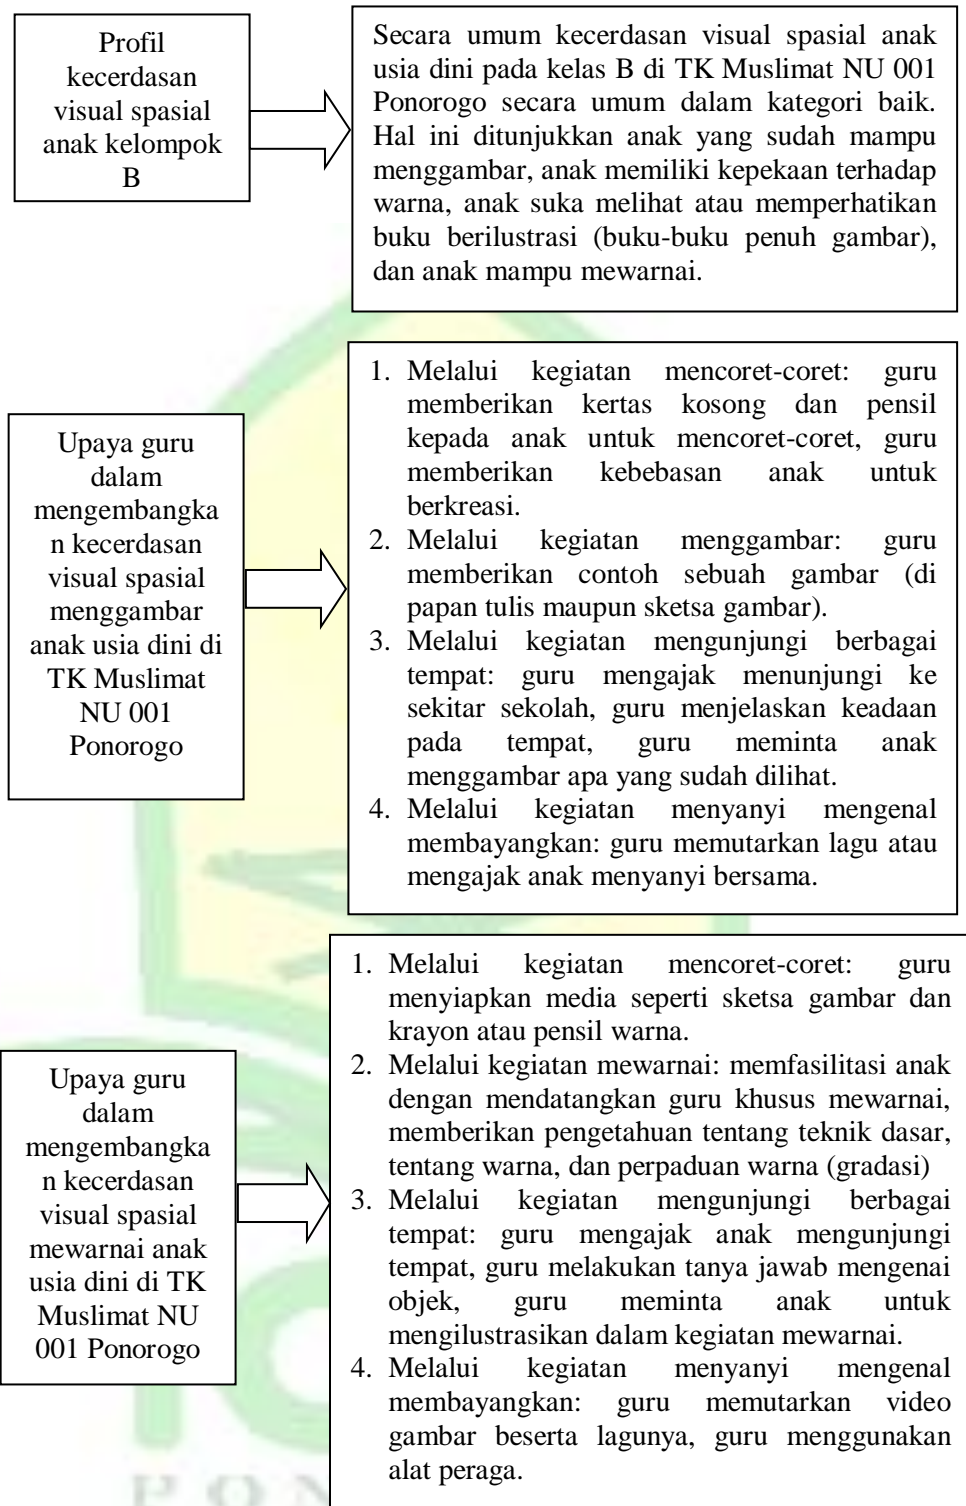 Profil
kecerdasan
visual spasial
anak kelompok
B
Secara umum kecerdasan visual spasial anak
usia dini pada kelas B di TK Muslimat NU 001
Ponorogo secara umum dalam kategori baik.
Hal ini ditunjukkan anak yang sudah mampu
menggambar, anak memiliki kepekaan terhadap
warna, anak suka melihat atau memperhatikan
buku berilustrasi (buku-buku penuh gambar),
dan anak mampu mewarnai.
Upaya guru
dalam
mengembangka
n kecerdasan
visual spasial
menggambar
anak usia dini di
TK Muslimat
NU 001
Ponorogo
1. Melalui kegiatan mencoret-coret: guru
memberikan kertas kosong dan pensil
kepada anak untuk mencoret-coret, guru
memberikan kebebasan anak untuk
berkreasi.
2. Melalui kegiatan menggambar: guru
memberikan contoh sebuah gambar (di
papan tulis maupun sketsa gambar).
3. Melalui kegiatan mengunjungi berbagai
tempat: guru mengajak menunjungi ke
sekitar sekolah, guru menjelaskan keadaan
pada tempat, guru meminta anak
menggambar apa yang sudah dilihat.
4. Melalui kegiatan menyanyi mengenal
membayangkan: guru memutarkan lagu atau
mengajak anak menyanyi bersama.
Upaya guru
dalam
mengembangka
n kecerdasan
visual spasial
mewarnai anak
usia dini di TK
Muslimat NU
001 Ponorogo
1. Melalui kegiatan mencoret-coret: guru
menyiapkan media seperti sketsa gambar dan
krayon atau pensil warna.
2. Melalui kegiatan mewarnai: memfasilitasi anak
dengan mendatangkan guru khusus mewarnai,
memberikan pengetahuan tentang teknik dasar,
tentang warna, dan perpaduan warna (gradasi)
3. Melalui kegiatan mengunjungi berbagai
tempat: guru mengajak anak mengunjungi
tempat, guru melakukan tanya jawab mengenai
objek, guru meminta anak untuk
mengilustrasikan dalam kegiatan mewarnai.
4. Melalui kegiatan menyanyi mengenal
membayangkan: guru memutarkan video
gambar beserta lagunya, guru menggunakan
alat peraga.